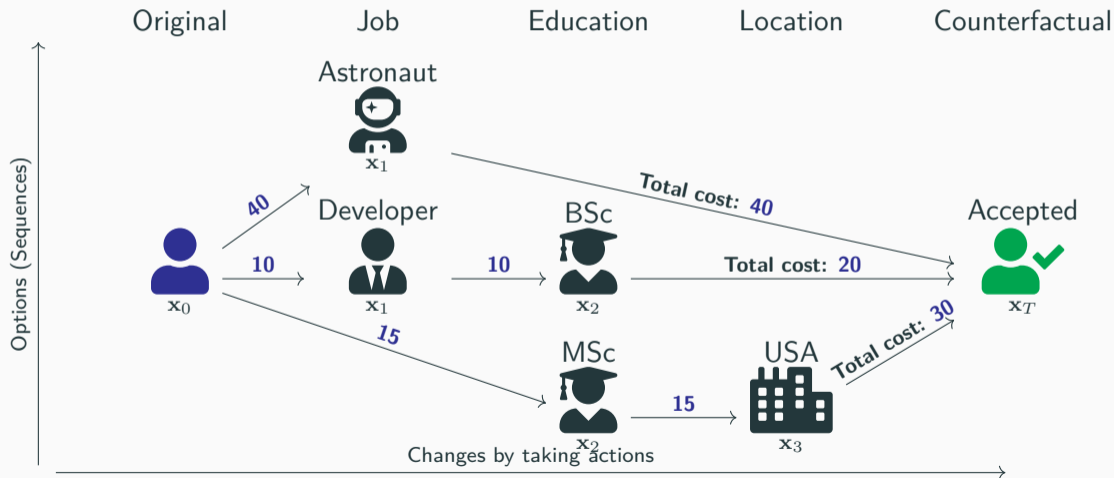 Original Job Education Location Counterfactual
Astronaut
x₁
40
Total cost: 40
Developer
BSc
Accepted
10
10
Total cost: 20
x₀
x₁
x₂
x_T
15
Total cost: 30
MSc
USA
15
x₂
x₃
Options (Sequences)
Changes by taking actions